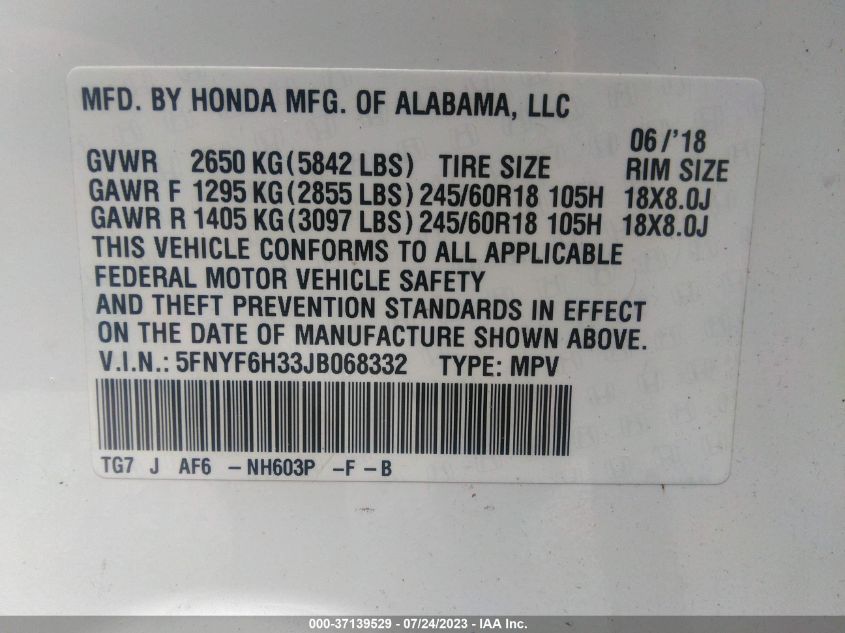 MFD. BY HONDA MFG. OF ALABAMA, LLC
06/'18
GVWR 2650 KG(5842 LBS) TIRE SIZE RIM SIZE
GAWR F 1295 KG(2855 LBS) 245/60R18 105H 18X8.0J
GAWR R 1405 KG(3097 LBS) 245/60R18 105H 18X8.0J
THIS VEHICLE CONFORMS TO ALL APPLICABLE
FEDERAL MOTOR VEHICLE SAFETY
AND THEFT PREVENTION STANDARDS IN EFFECT
ON THE DATE OF MANUFACTURE SHOWN ABOVE.
V.I.N.: 5FNYF6H33JB068332 TYPE: MPV
TG7 J AF6 -NH603P -F -B
000-37139529 - 07/24/2023 - IAA Inc.